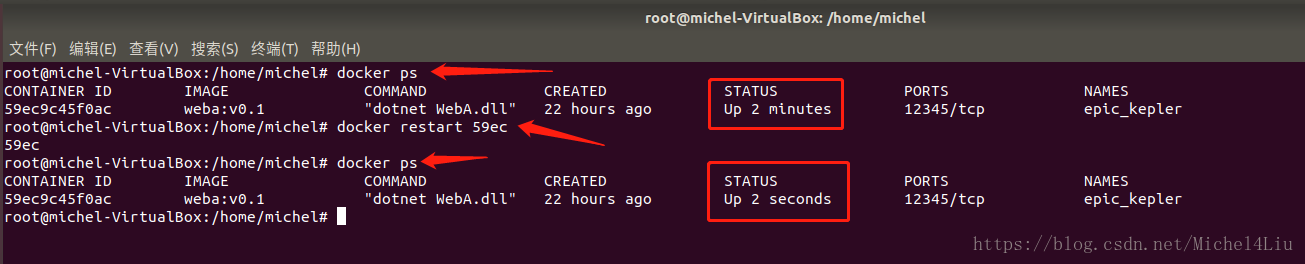 root@michel-VirtualBox: /home/michel
文件(F) 编辑(E) 查看(V) 搜索(S) 终端(T) 帮助(H)
root@michel-VirtualBox:/home/michel# docker ps
CONTAINER ID IMAGE COMMAND CREATED STATUS PORTS NAMES
59ec9c45f0ac weba:v0.1 "dotnet WebA.dll" 22 hours ago Up 2 minutes 12345/tcp epic_kepler
root@michel-VirtualBox:/home/michel# docker restart 59ec
59ec
root@michel-VirtualBox:/home/michel# docker ps
CONTAINER ID IMAGE COMMAND CREATED STATUS PORTS NAMES
59ec9c45f0ac weba:v0.1 "dotnet WebA.dll" 22 hours ago Up 2 seconds 12345/tcp epic_kepler
root@michel-VirtualBox:/home/michel#
https://blog.csdn.net/Michel4Liu